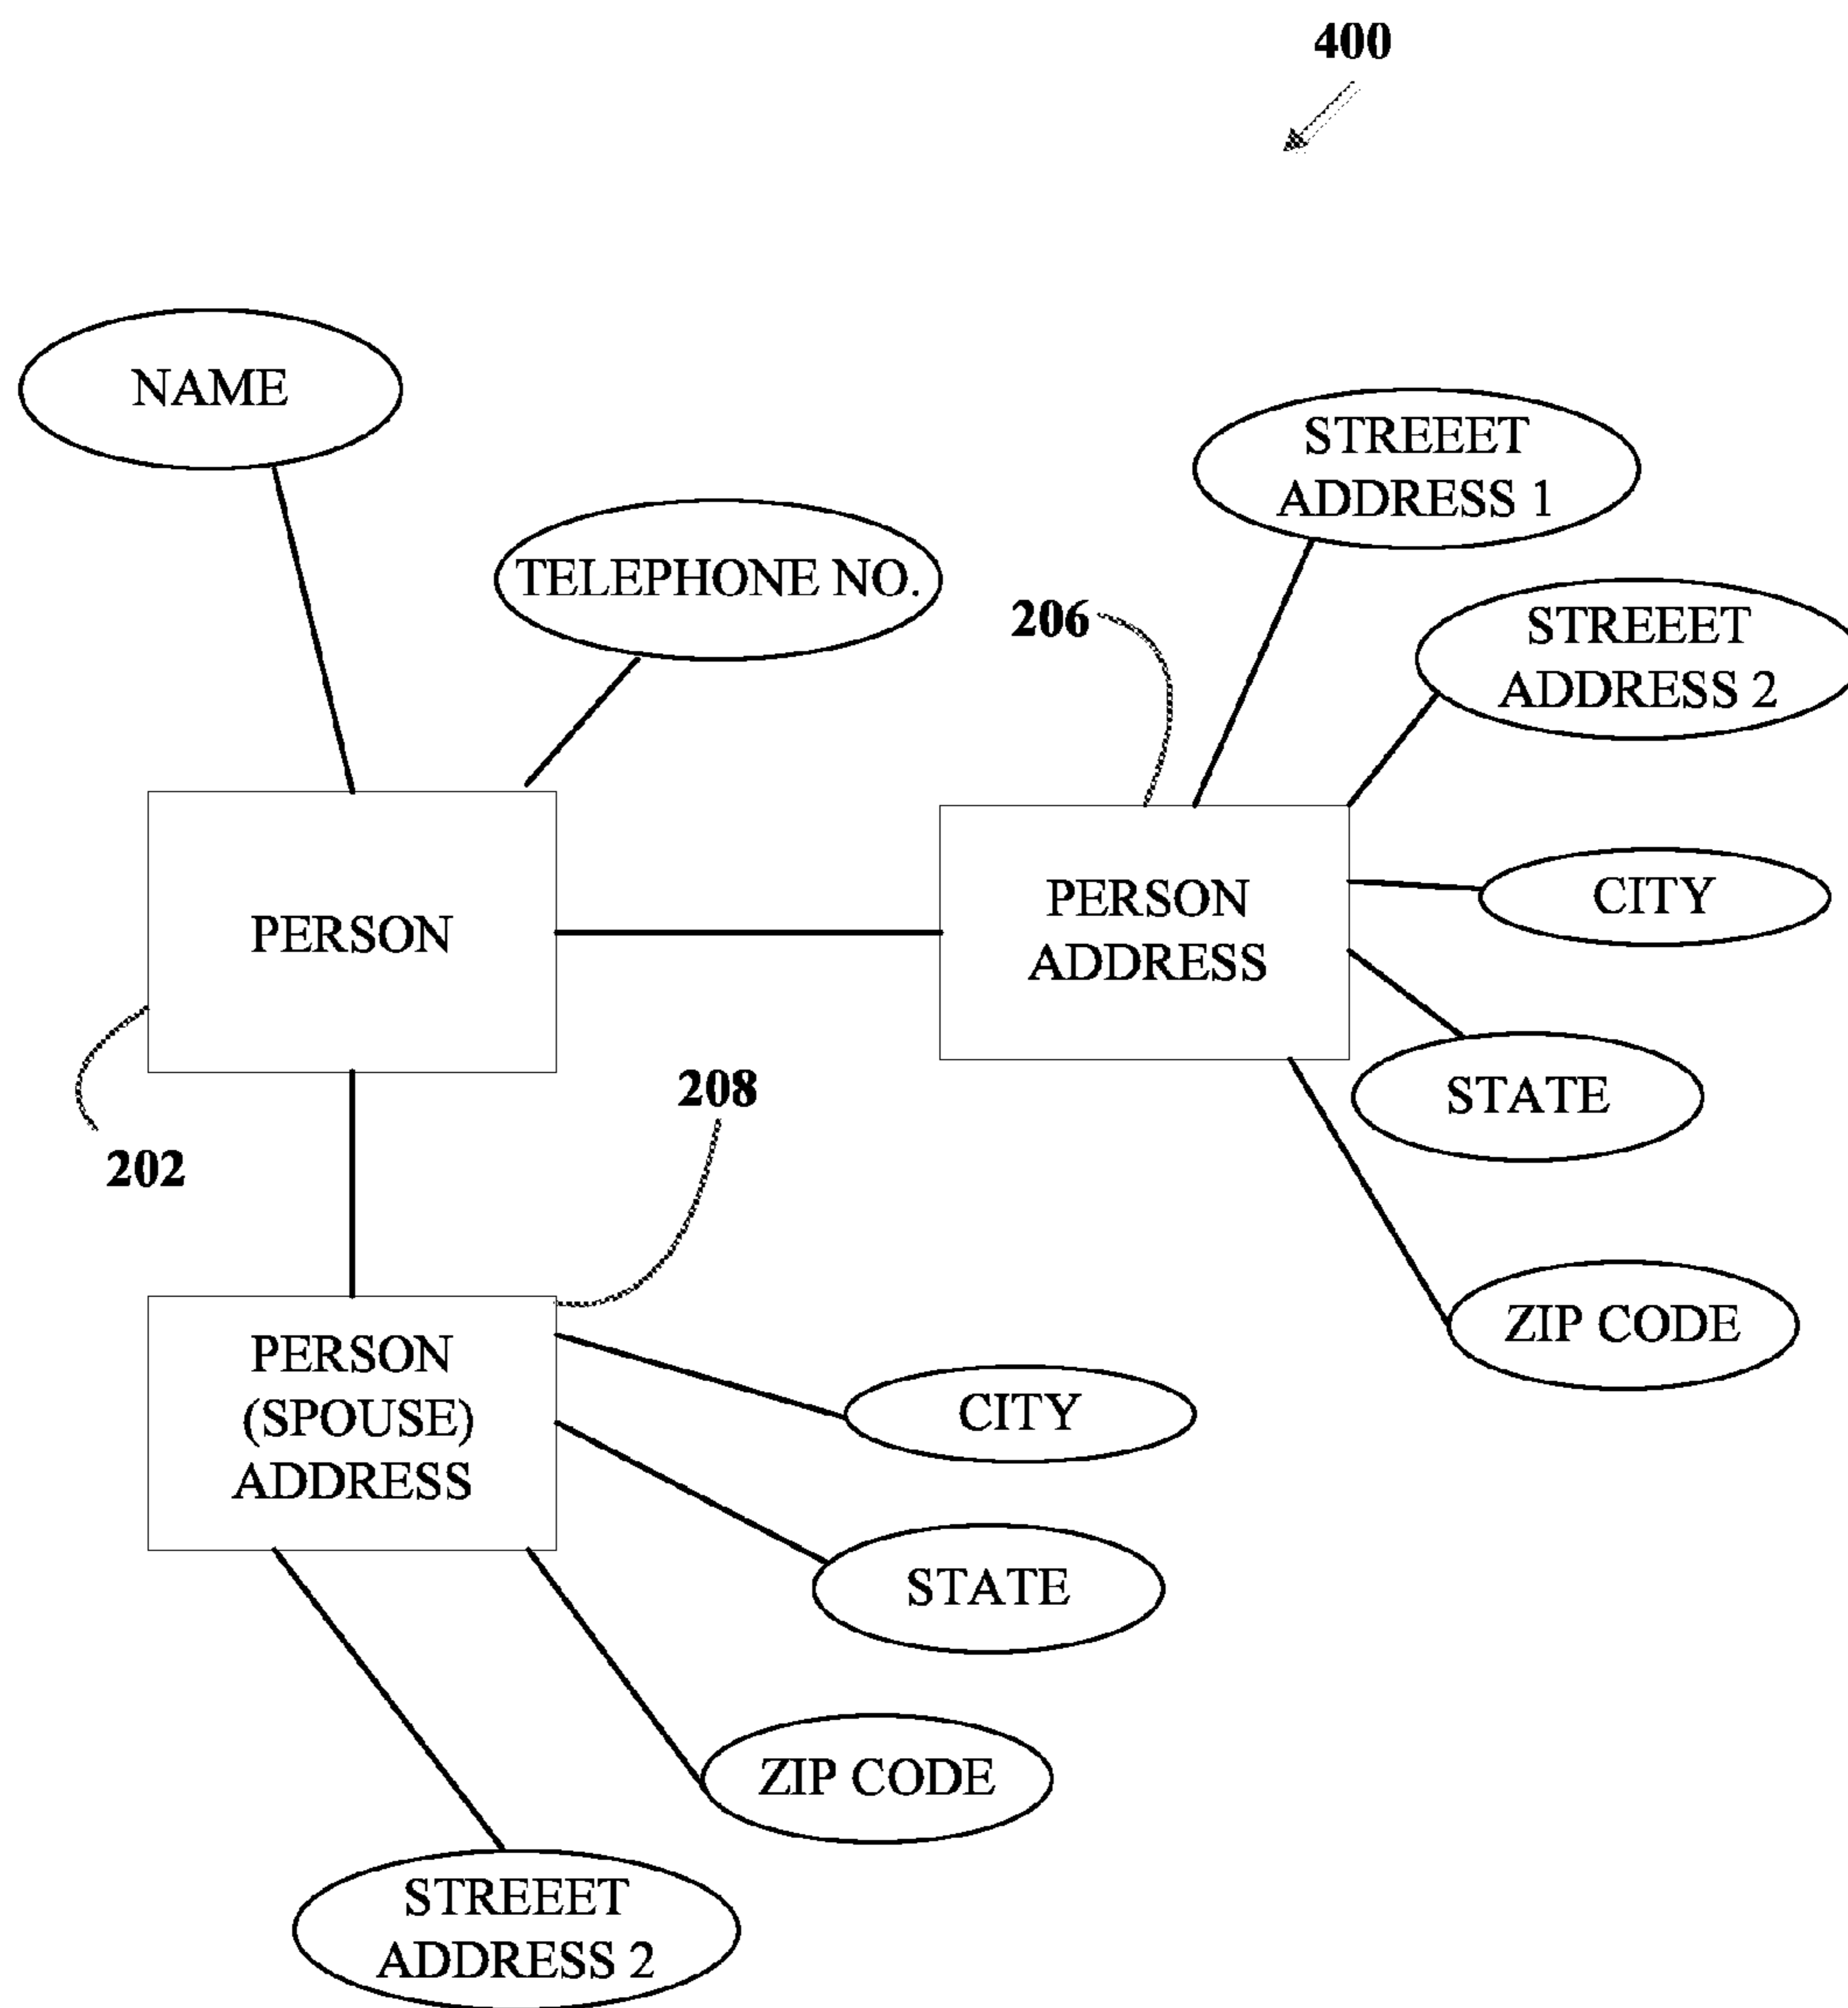 400
NAME
STREEET
ADDRESS 1
TELEPHONE NO.
206
STREEET
ADDRESS 2
PERSON
PERSON
ADDRESS
CITY
STATE
202
208
ZIP CODE
PERSON
(SPOUSE)
ADDRESS
CITY
STATE
ZIP CODE
STREEET
ADDRESS 2